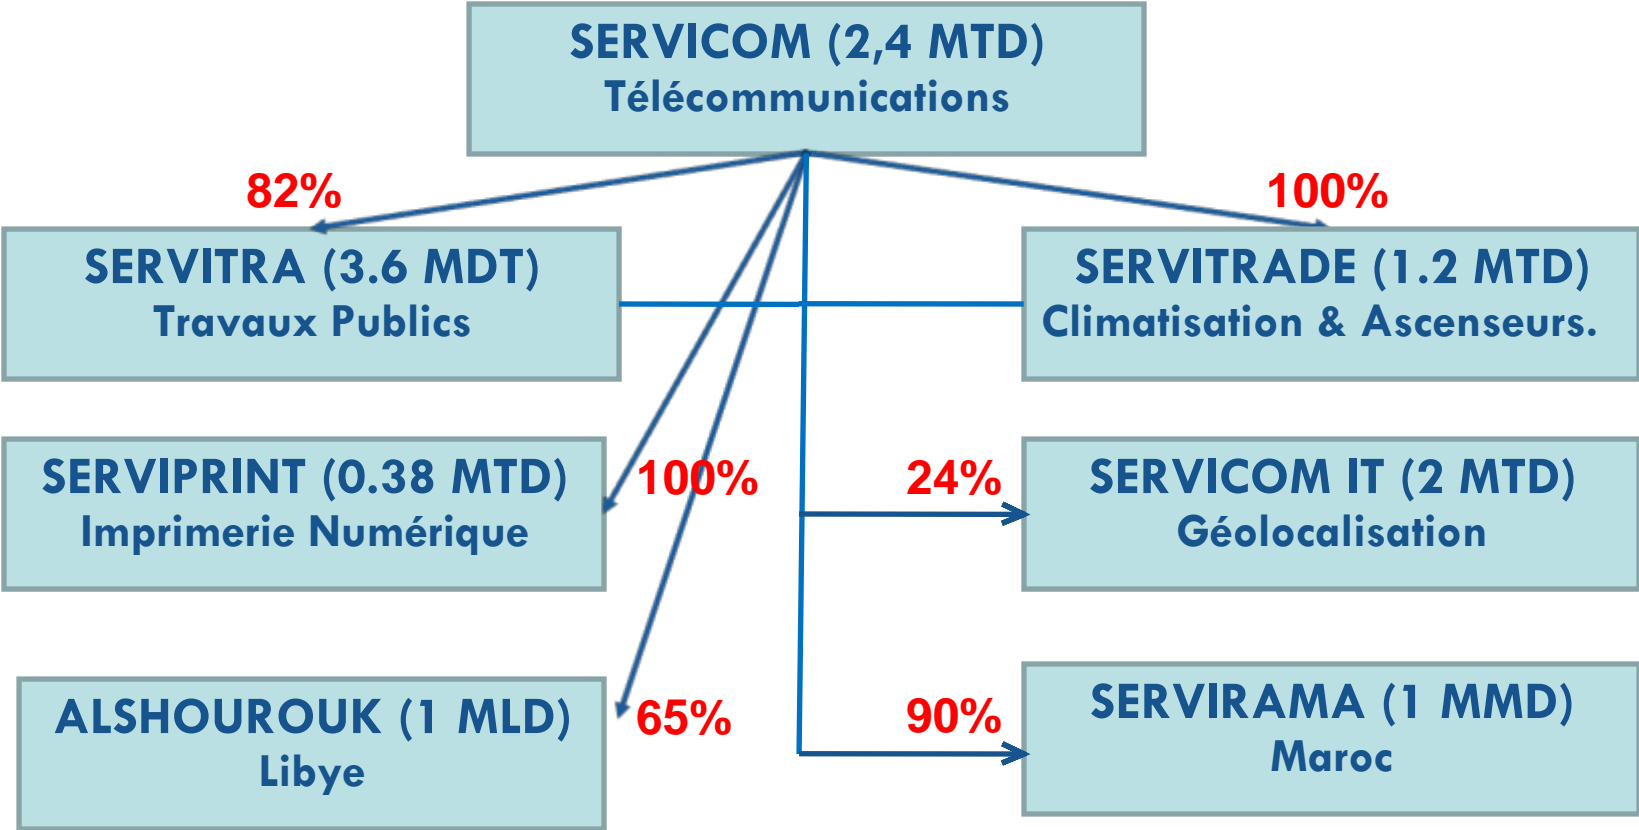 SERVICOM (2,4 MTD)
Télécommunications
82%
100%
SERVITRA (3.6 MDT)
Travaux Publics
SERVITRADE (1.2 MTD)
Climatisation & Ascenseurs.
SERVIPRINT (0.38 MTD)
Imprimerie Numérique
100%
24%
SERVICOM IT (2 MTD)
Géolocalisation
ALSHOUROUK (1 MLD)
Libye
65%
90%
SERVIRAMA (1 MMD)
Maroc